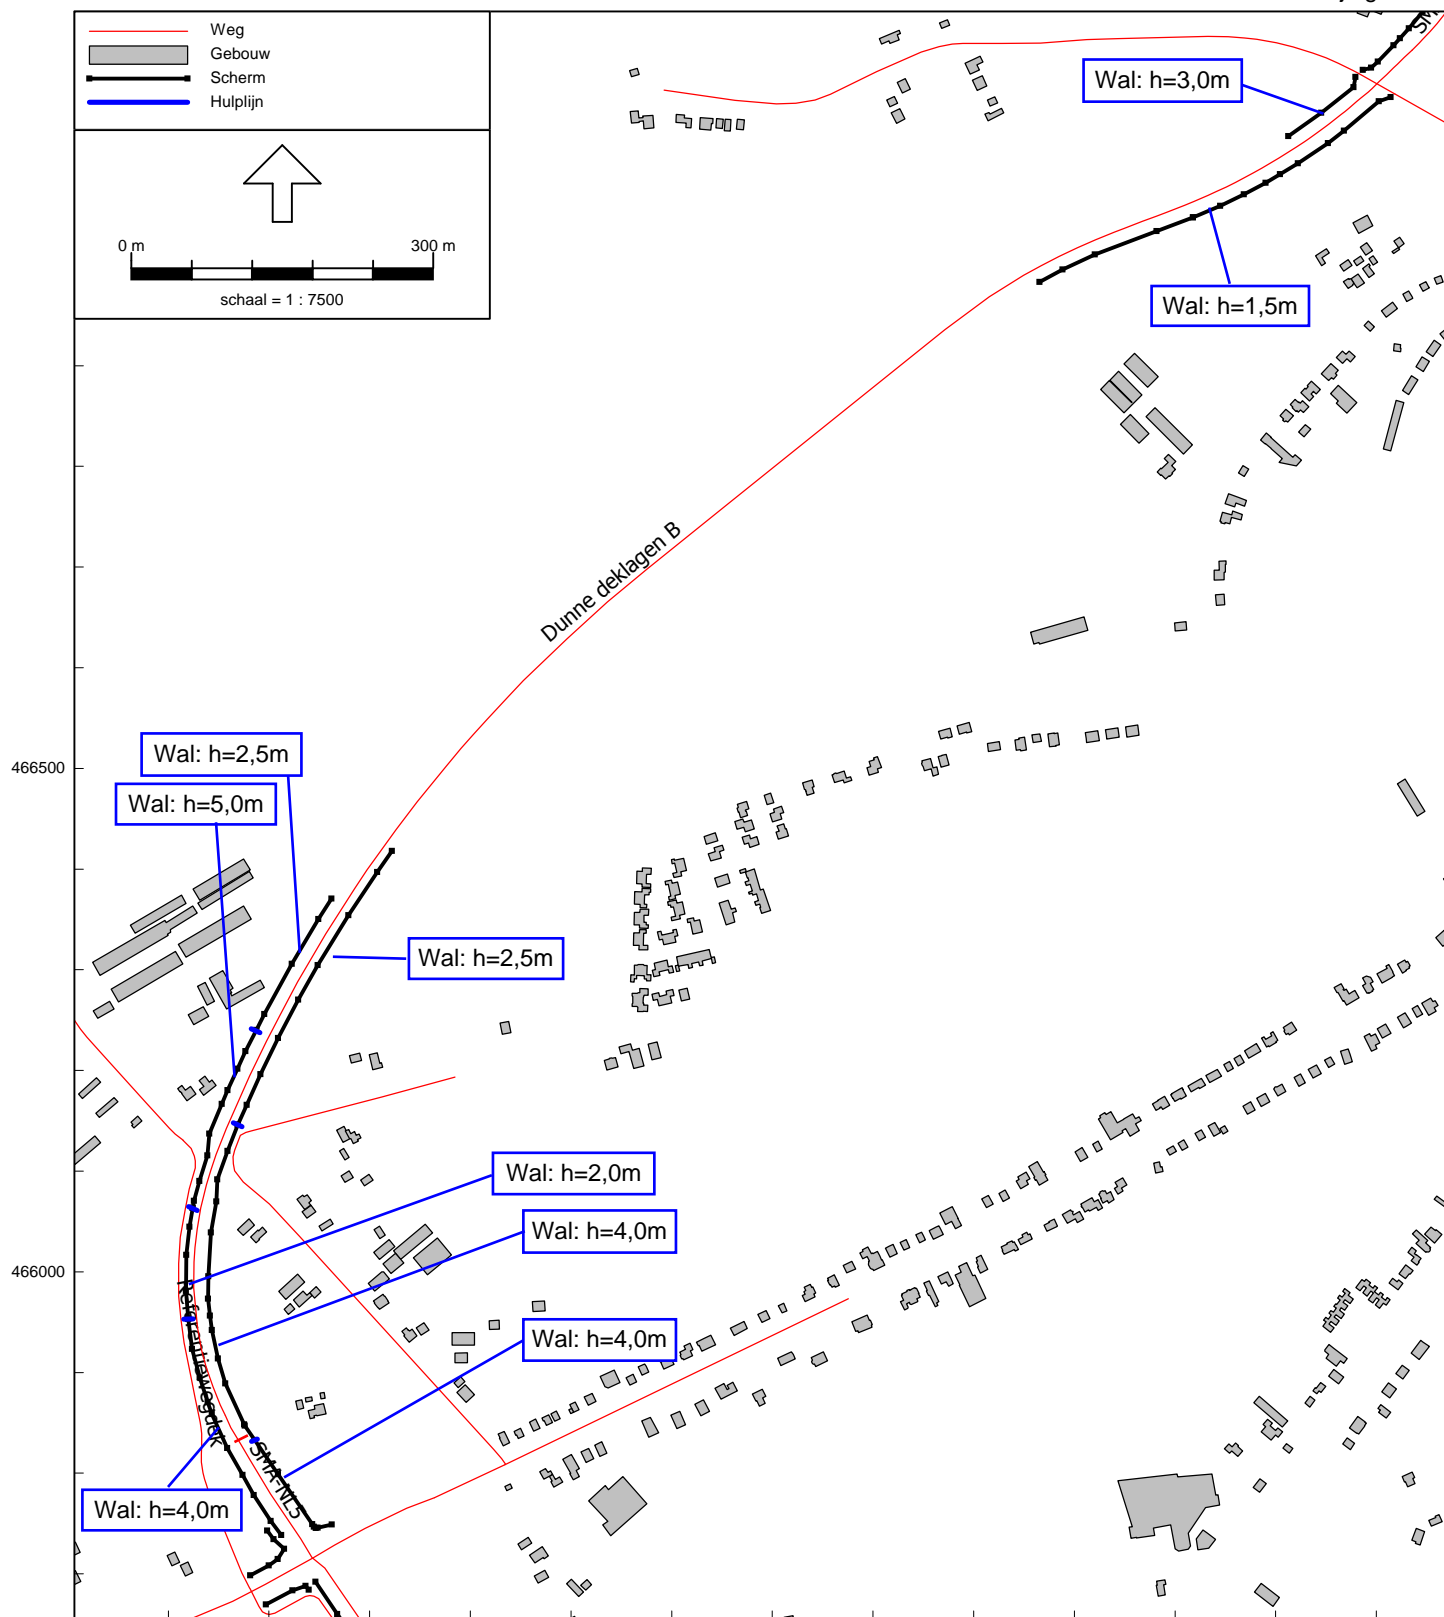 Weg
Gebouw
Scherm
Hulplijn
0 m
300 m
schaal = 1 : 7500
Wal: h=3,0m
Wal: h=1,5m
Dunne deklagen B
466500
Wal: h=2,5m
Wal: h=5,0m
Wal: h=2,5m
Wal: h=2,0m
Wal: h=4,0m
466000
Referentiewegdek
Wal: h=4,0m
SMA-NL5
Wal: h=4,0m